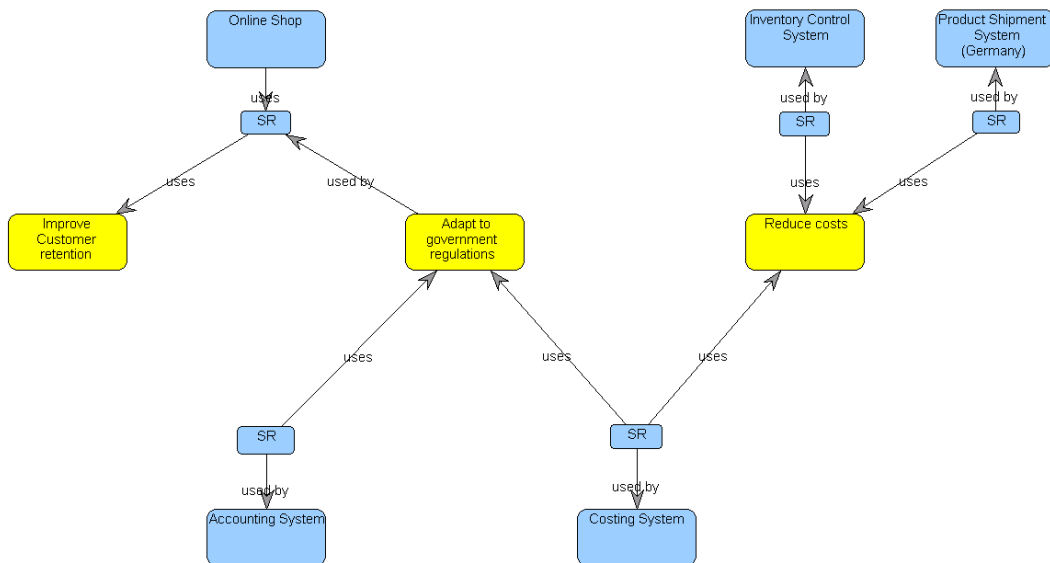 Online Shop
Inventory Control
System
Product Shipment
System
(Germany)
uses
used by
used by
SR
SR
SR
uses
used by
uses
uses
Improve
Customer
retention
Adapt to
government
regulations
Reduce costs
uses
uses
uses
SR
SR
used by
used by
Accounting System
Costing System